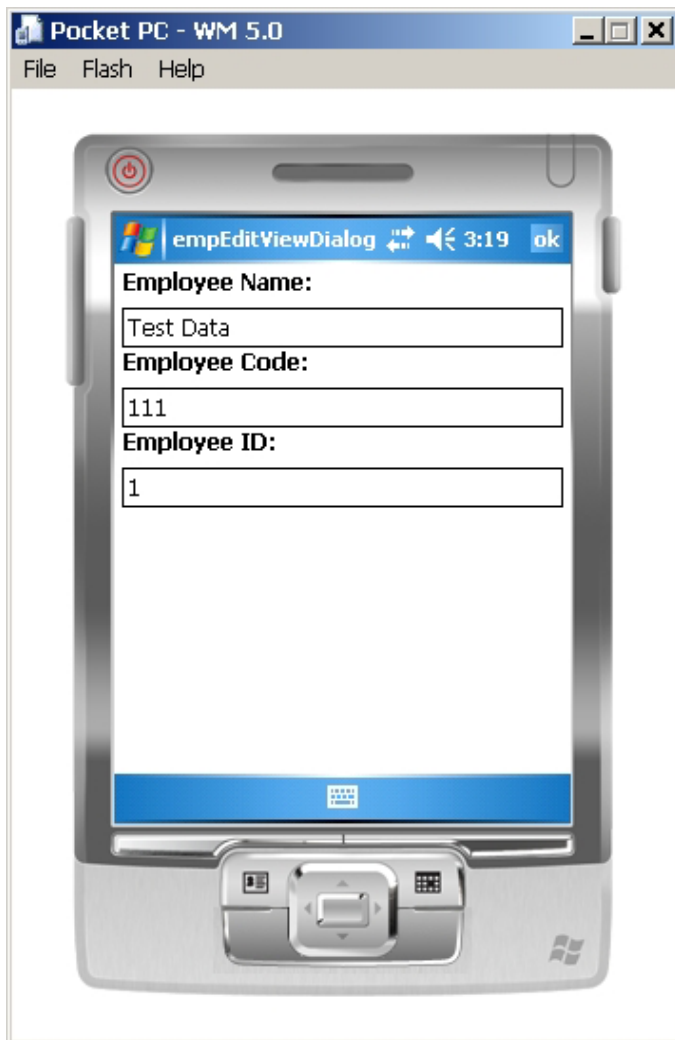 Pocket PC - WM 5.0
File Flash Help
empEditViewDialog 3:19 ok
Employee Name:
Test Data
Employee Code:
111
Employee ID:
1